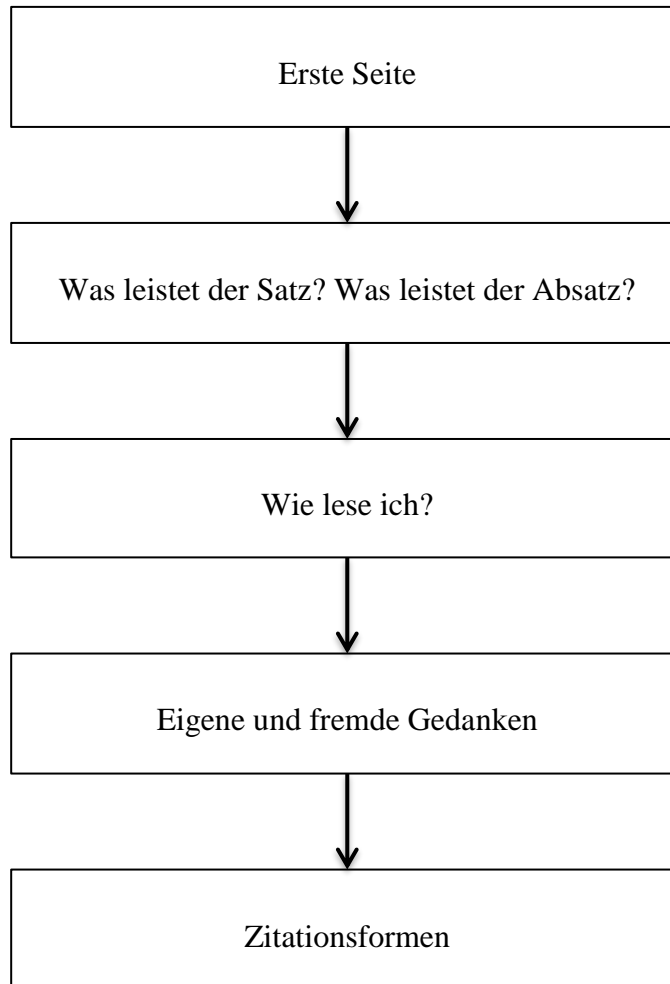 Erste Seite
Was leistet der Satz? Was leistet der Absatz?
Wie lese ich?
Eigene und fremde Gedanken
Zitationsformen